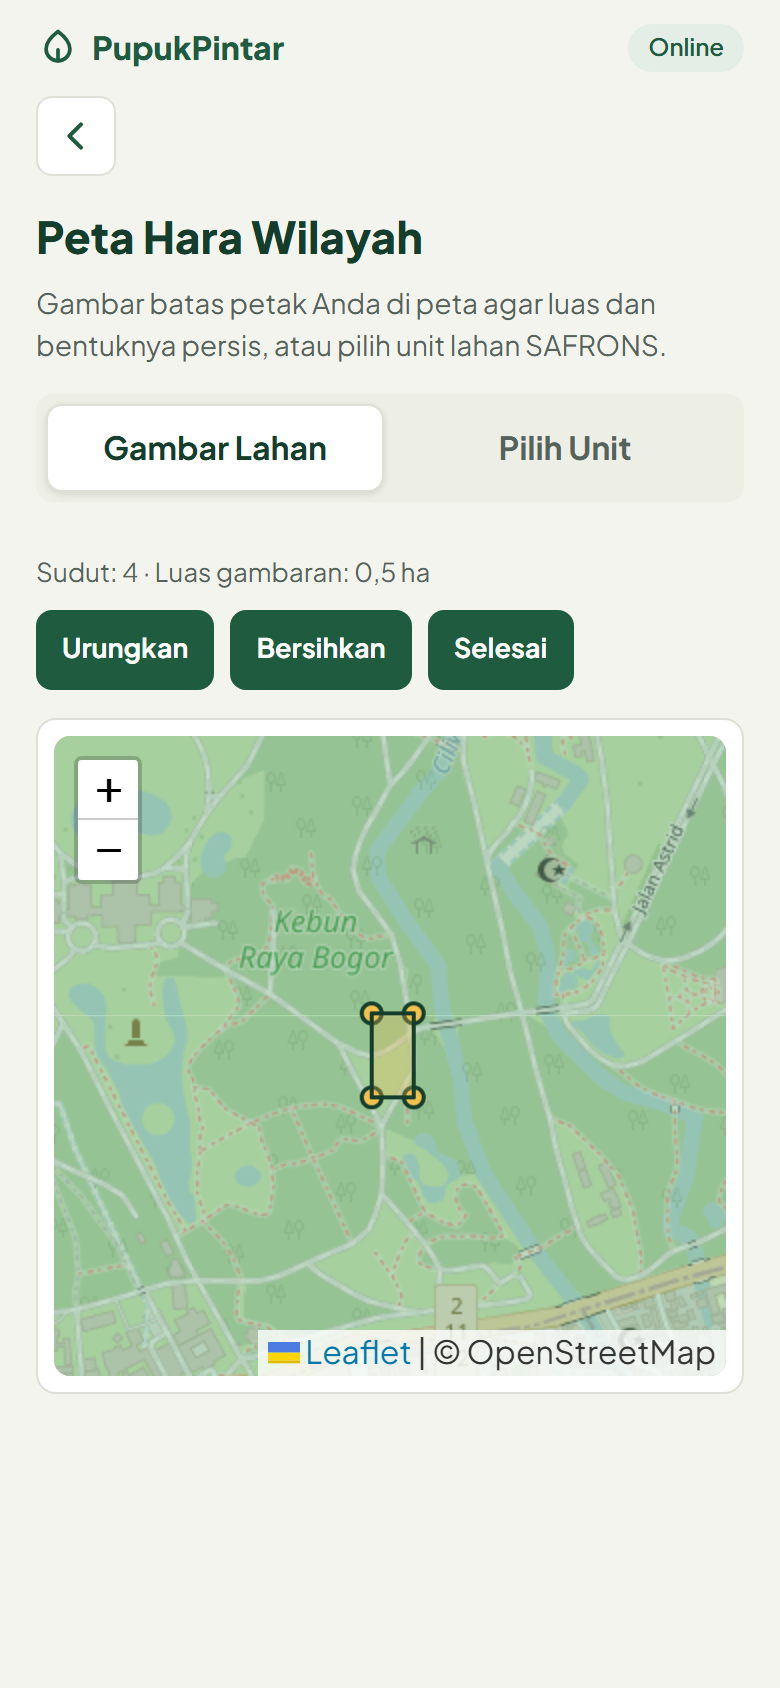 PupukPintar
Online
Peta Hara Wilayah
Gambar batas petak Anda di peta agar luas dan
bentuknya persis, atau pilih unit lahan SAFRONS.
Gambar Lahan
Pilih Unit
Sudut: 4 · Luas gambaran: 0,5 ha
Urungkan
Bersihkan
Selesai
+
−
Jalan Astrid
Kebun
Raya Bogor
2
11
Leaflet | © OpenStreetMap